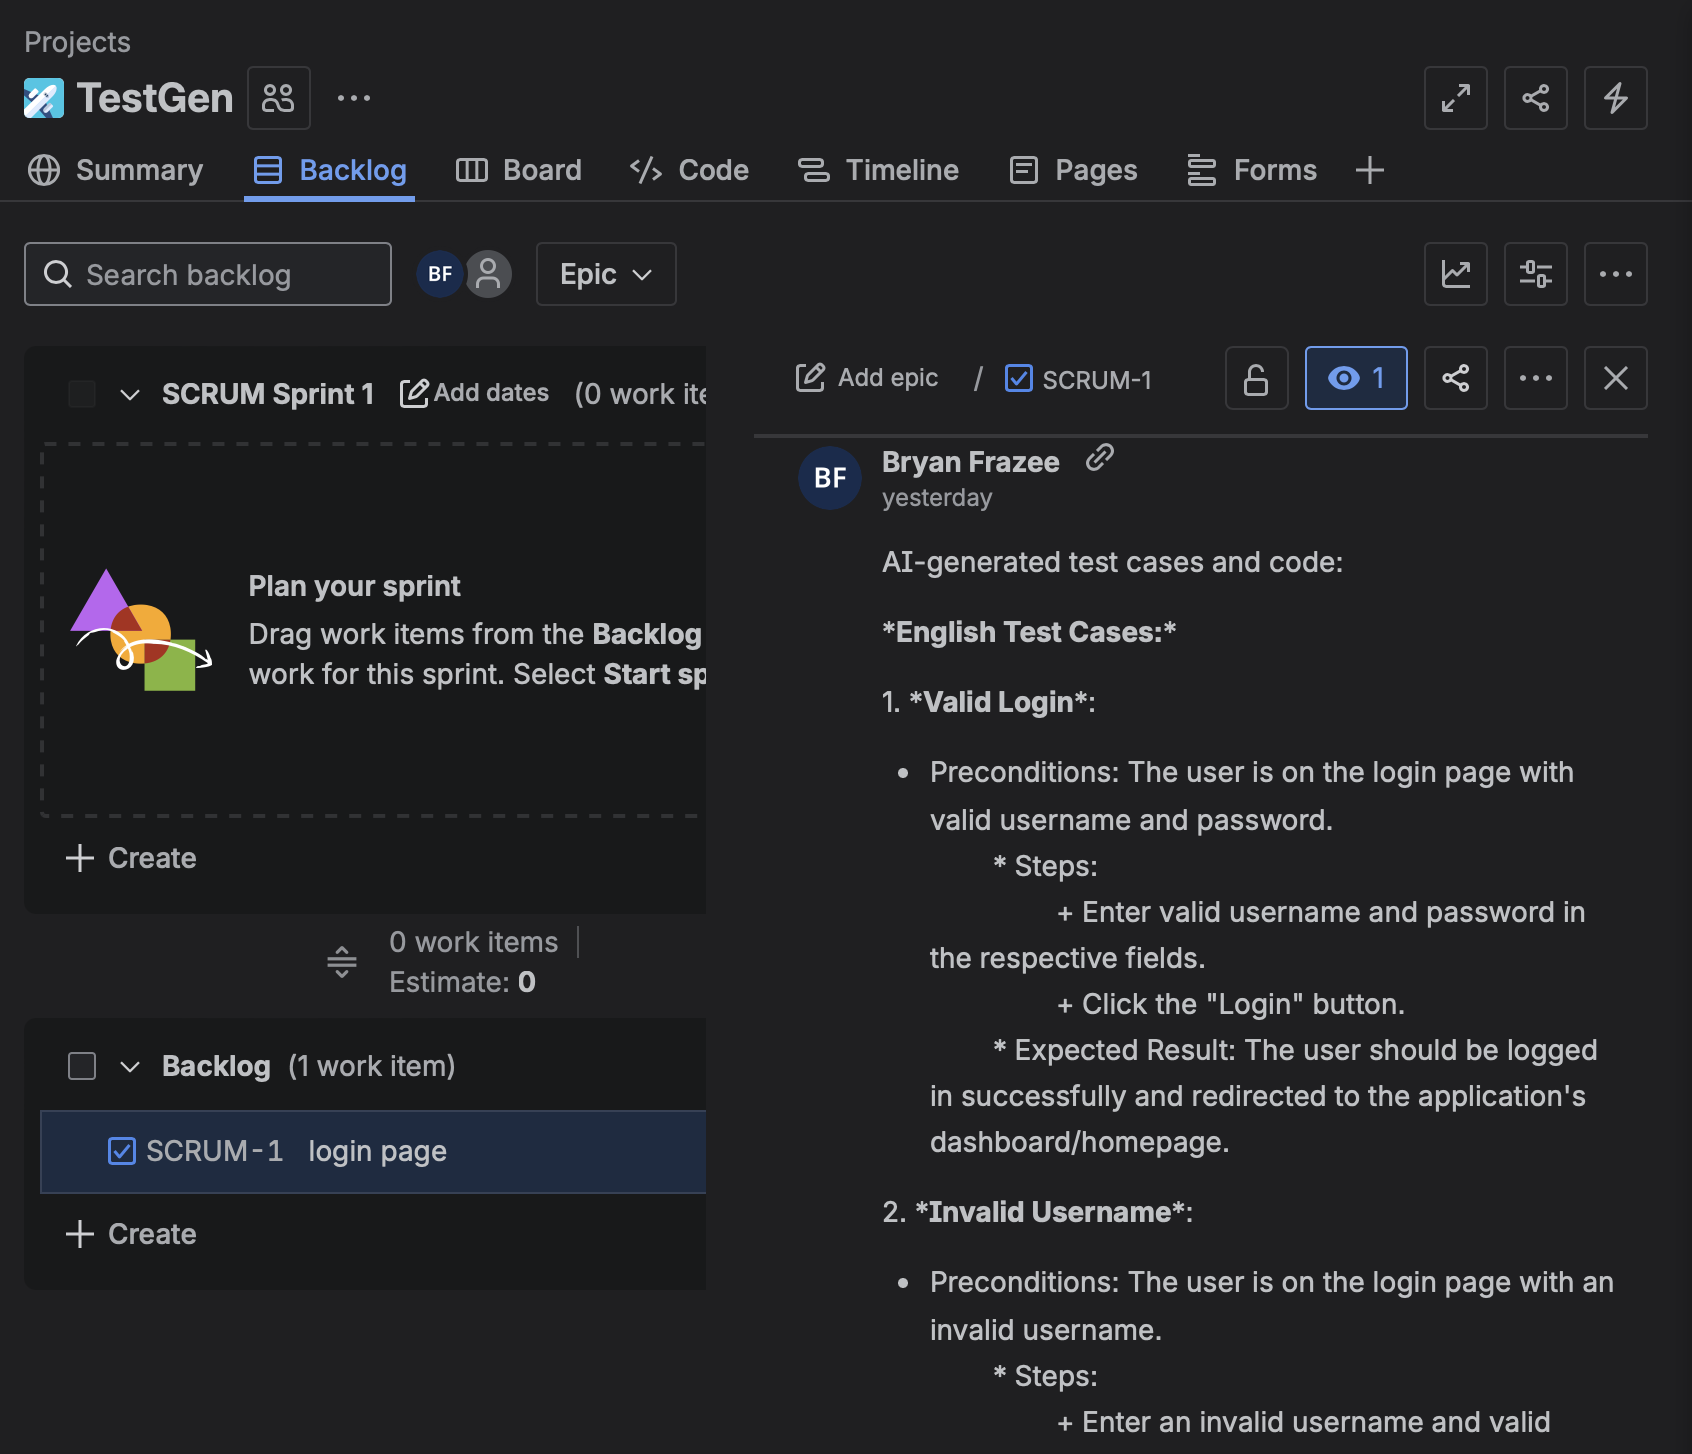 Projects
TestGen
Summary
Backlog
Board
Code
Timeline
Pages
Forms
Search backlog
BF
Epic
SCRUM Sprint 1
Add dates
(0 work ite
Plan your sprint
Drag work items from the Backlog
work for this sprint. Select Start sp
Create
0 work items
Estimate: 0
Backlog (1 work item)
SCRUM-1 login page
Create
Add epic / SCRUM-1
1
BF
Bryan Frazee
yesterday
AI-generated test cases and code:
*English Test Cases:*
1. *Valid Login*:
• Preconditions: The user is on the login page with
valid username and password.
* Steps:
+ Enter valid username and password in
the respective fields.
+ Click the "Login" button.
* Expected Result: The user should be logged
in successfully and redirected to the application's
dashboard/homepage.
2. *Invalid Username*:
• Preconditions: The user is on the login page with an
invalid username.
* Steps:
+ Enter an invalid username and valid